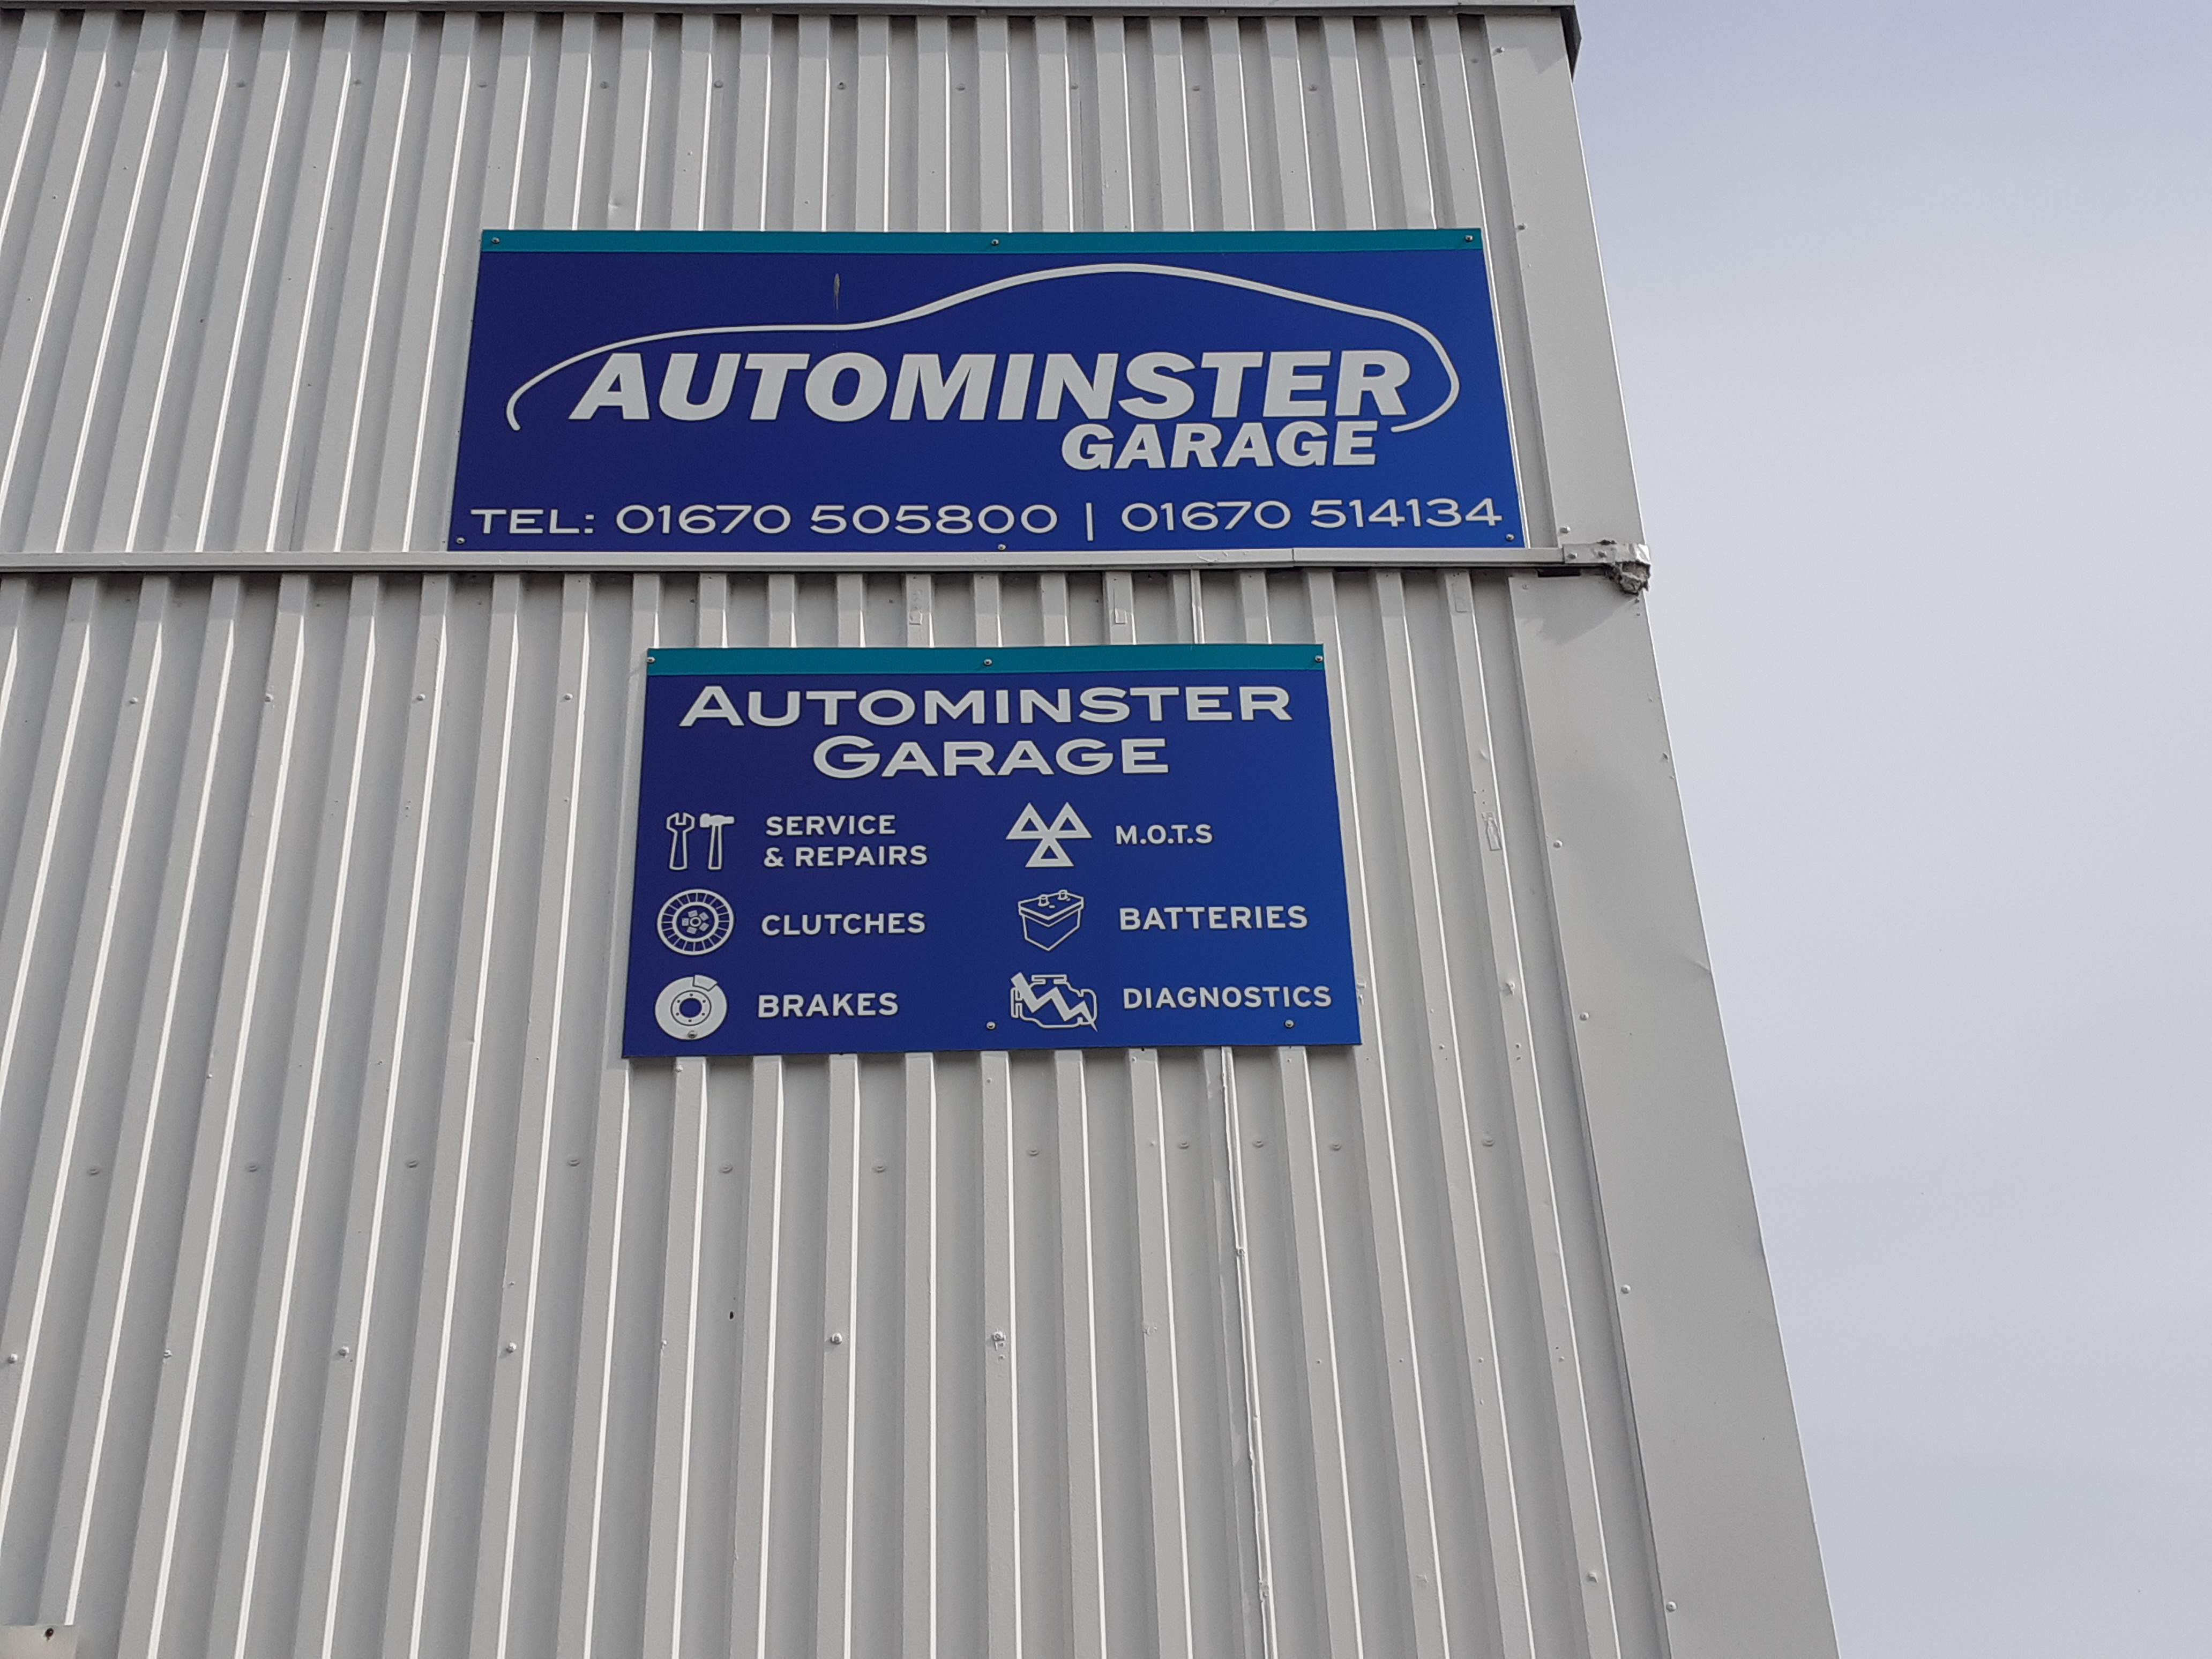 AUTOMINSTER
GARAGE
TEL: 01670 505800 | 01670 514134
AUTOMINSTER
GARAGE
SERVICE
& REPAIRS
M.O.T.S
CLUTCHES
BATTERIES
BRAKES
DIAGNOSTICS